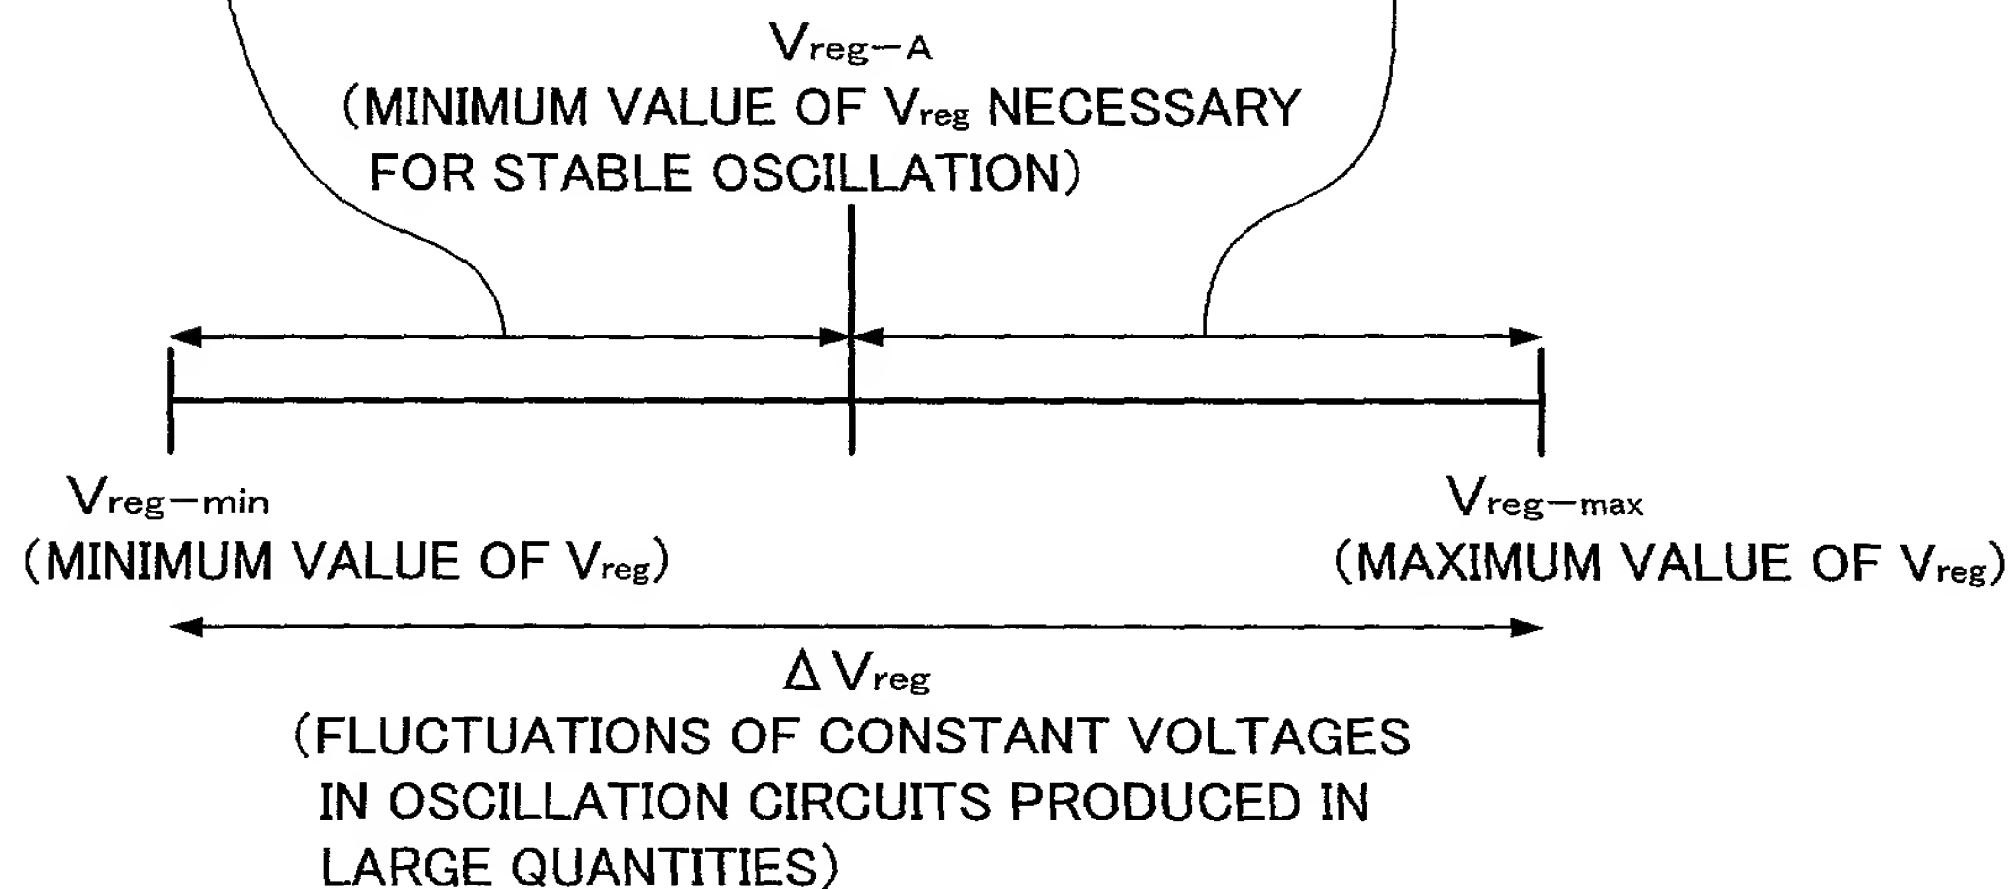 Vreg-A
(MINIMUM VALUE OF Vreg NECESSARY
FOR STABLE OSCILLATION)
Vreg-min
(MINIMUM VALUE OF Vreg)
Vreg-max
(MAXIMUM VALUE OF Vreg)
Δ Vreg
(FLUCTUATIONS OF CONSTANT VOLTAGES
IN OSCILLATION CIRCUITS PRODUCED IN
LARGE QUANTITIES)